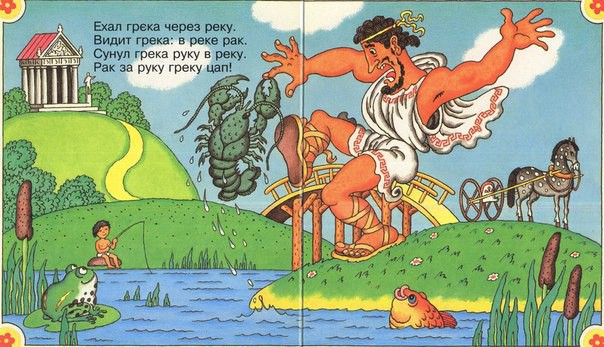 Ехал грека через реку.
Видит грека: в реке рак.
Сунул грека руку в реку.
Рак за руку греку цап!